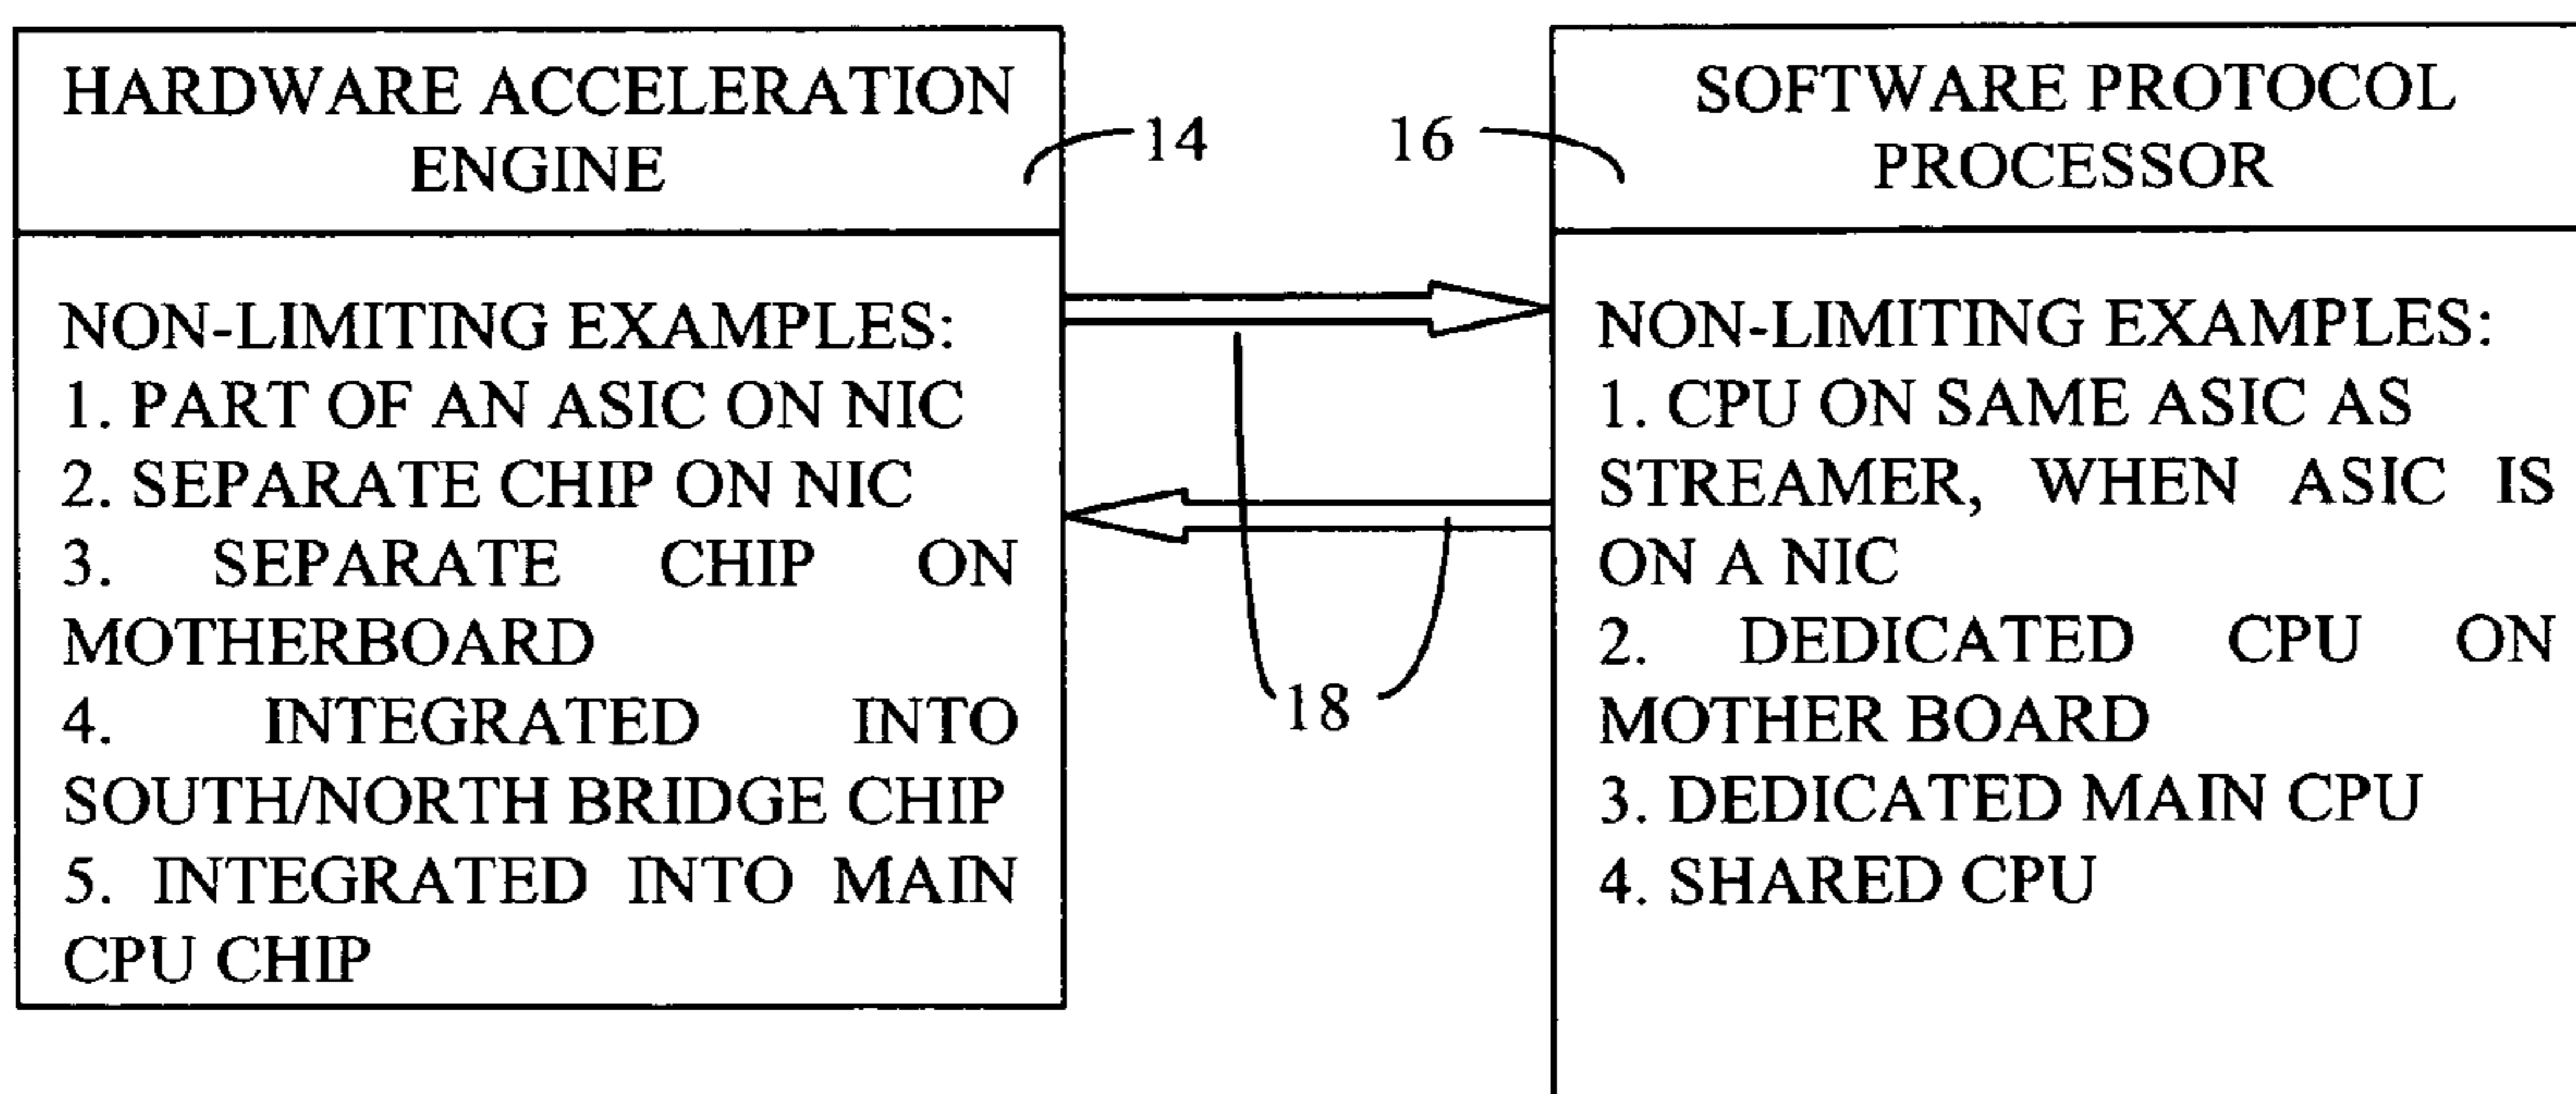 HARDWARE ACCELERATION
ENGINE
14
NON-LIMITING EXAMPLES:
1. PART OF AN ASIC ON NIC
2. SEPARATE CHIP ON NIC
3. SEPARATE CHIP ON
MOTHERBOARD
4. INTEGRATED INTO
SOUTH/NORTH BRIDGE CHIP
5. INTEGRATED INTO MAIN
CPU CHIP
18
16
SOFTWARE PROTOCOL
PROCESSOR
NON-LIMITING EXAMPLES:
1. CPU ON SAME ASIC AS
STREAMER, WHEN ASIC IS
ON A NIC
2. DEDICATED CPU ON
MOTHER BOARD
3. DEDICATED MAIN CPU
4. SHARED CPU